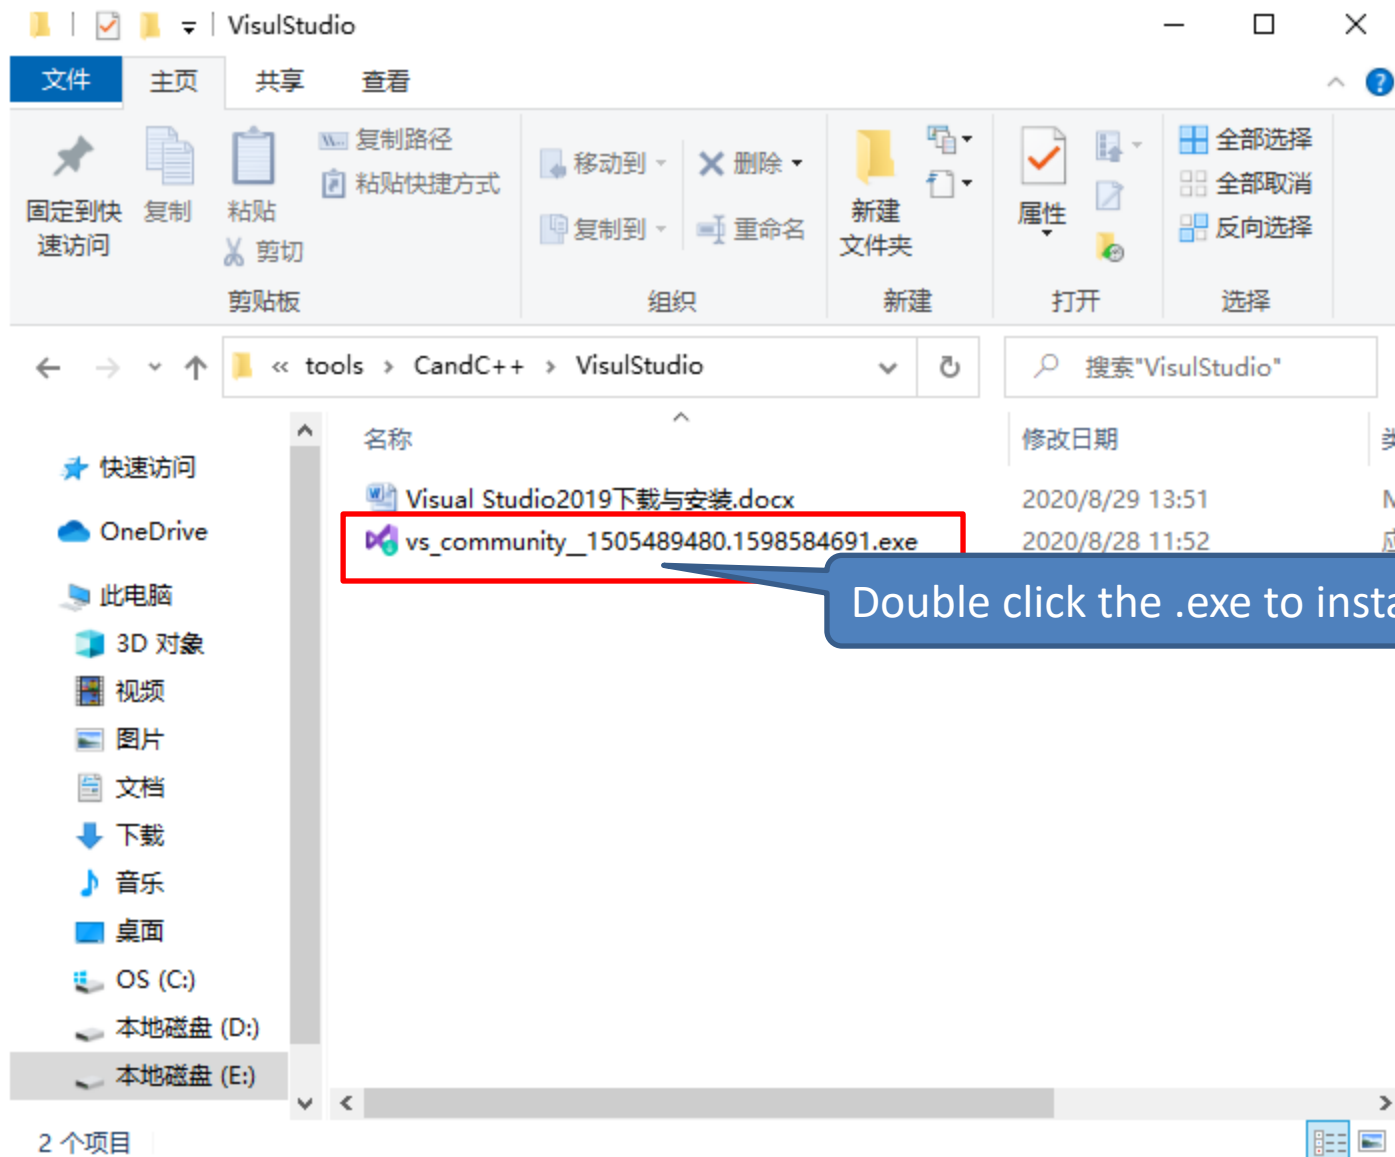 VisulStudio
文件 主页 共享 查看
固定到快速访问
复制
粘贴
复制路径
粘贴快捷方式
剪切
剪贴板
移动到
复制到
删除
重命名
组织
新建
文件夹
新建
属性
打开
全部选择
全部取消
反向选择
选择
« tools > CandC++ > VisulStudio
搜索"VisulStudio"
名称 修改日期
快速访问
OneDrive
此电脑
3D 对象
视频
图片
文档
下载
音乐
桌面
OS (C:)
本地磁盘 (D:)
本地磁盘 (E:)
Visual Studio2019下载与安装.docx 2020/8/29 13:51
vs_community__1505489480.1598584691.exe 2020/8/28 11:52
Double click the .exe to insta
2 个项目